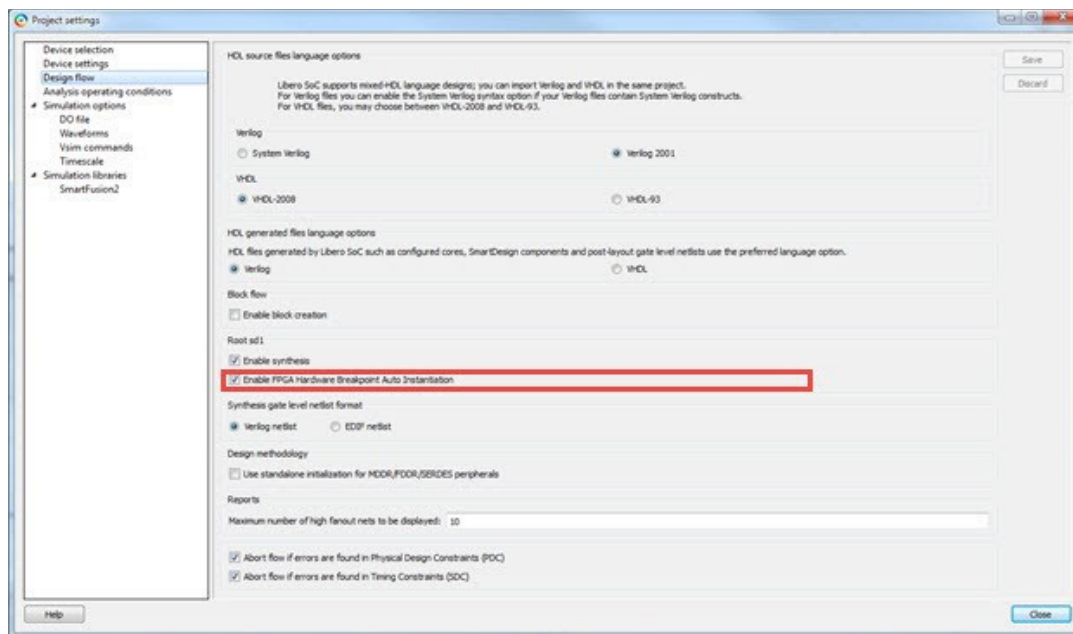 Project settings
Device selection
Device settings
Design flow
Analysis operating conditions
Simulation options
DO file
Waveforms
Vsim commands
Timescale
Simulation libraries
SmartFusion2
HDL source files language options
Libero SoC supports mixed-HDL language designs; you can import Verilog and VHDL in the same project.
For Verilog files you can enable the System Verilog syntax option if your Verilog files contain System Verilog constructs.
For VHDL files, you may choose between VHDL-2008 and VHDL-93.
Verilog
System Verilog
Verilog 2001
VHDL
VHDL-2008
VHDL-93
HDL generated files language options
HDL files generated by Libero SoC such as configured cores, SmartDesign components and post-layout gate level netlists use the preferred language option.
Verilog
VHDL
Block flow
Enable block creation
Root sd1
Enable synthesis
Enable FPGA Hardware Breakpoint Auto Instantiation
Synthesis gate level netlist format
Verilog netlist
EDIF netlist
Design methodology
Use standalone initialization for MDDR/FDDR/SERDES peripherals
Reports
Maximum number of high fanout nets to be displayed: 10
Abort flow if errors are found in Physical Design Constraints (PDC)
Abort flow if errors are found in Timing Constraints (SDC)
Save
Discard
Help
Close